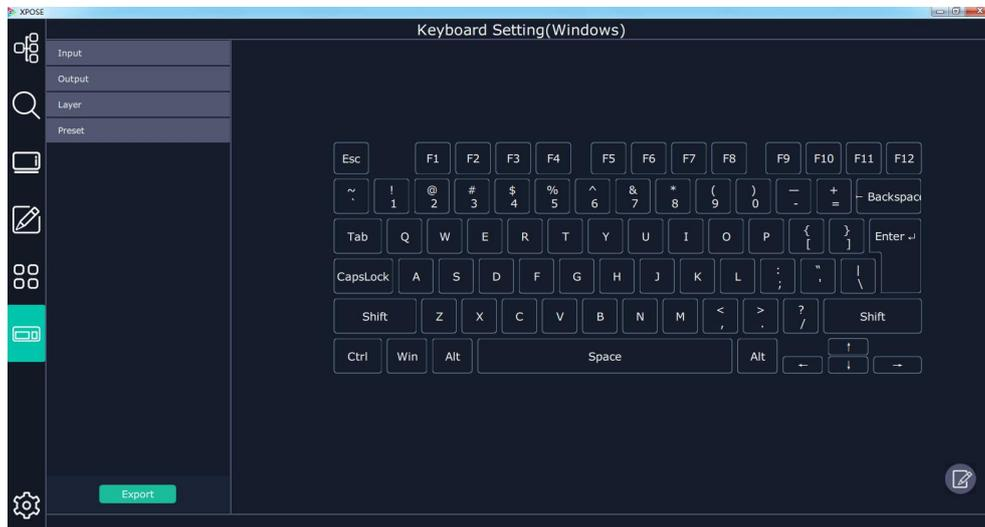 XPOSE
Keyboard Setting(Windows)
Input
Output
Layer
Preset
Esc F1 F2 F3 F4 F5 F6 F7 F8 F9 F10 F11 F12
~ ! @ # $ % ^ & * ( ) — +
` 1 2 3 4 5 6 7 8 9 0 - = ← Backspac
Tab Q W E R T Y U I O P { } Enter ↵
[ ]
CapsLock A S D F G H J K L : " |
; ' \
Shift Z X C V B N M < > ? Shift
, . /
Ctrl Win Alt Space Alt ↑
← ↓ →
Export